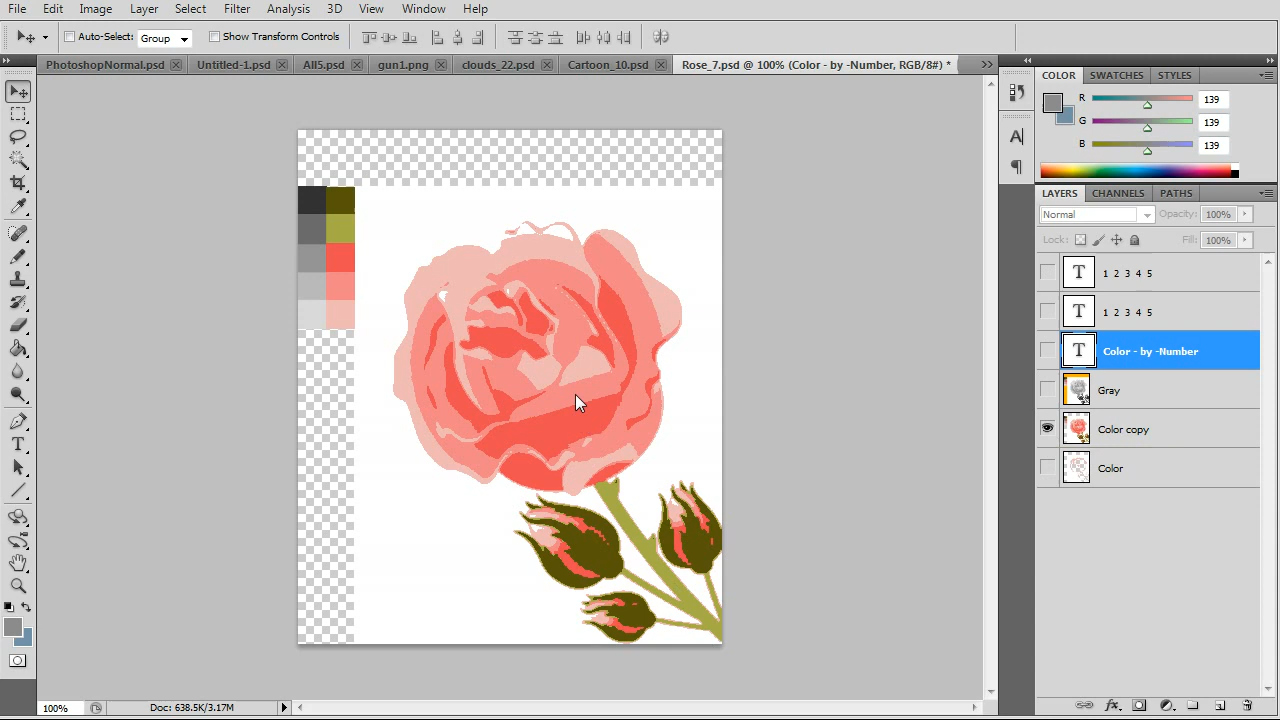 File Edit Image Layer Select Filter Analysis 3D View Window Help
Auto-Select: Group Show Transform Controls
PhotoshopNormal.psd Untitled-1.psd All5.psd gun1.png clouds_22.psd Cartoon_10.psd Rose_7.psd @ 100% (Color - by -Number, RGB/8#) *
COLOR SWATCHES STYLES
R 139
G 139
B 139
LAYERS CHANNELS PATHS
Normal Opacity: 100%
Lock: Fill: 100%
T 1 2 3 4 5
T 1 2 3 4 5
T Color - by -Number
Gray
Color copy
Color
100% Doc: 638.5K/3.17M